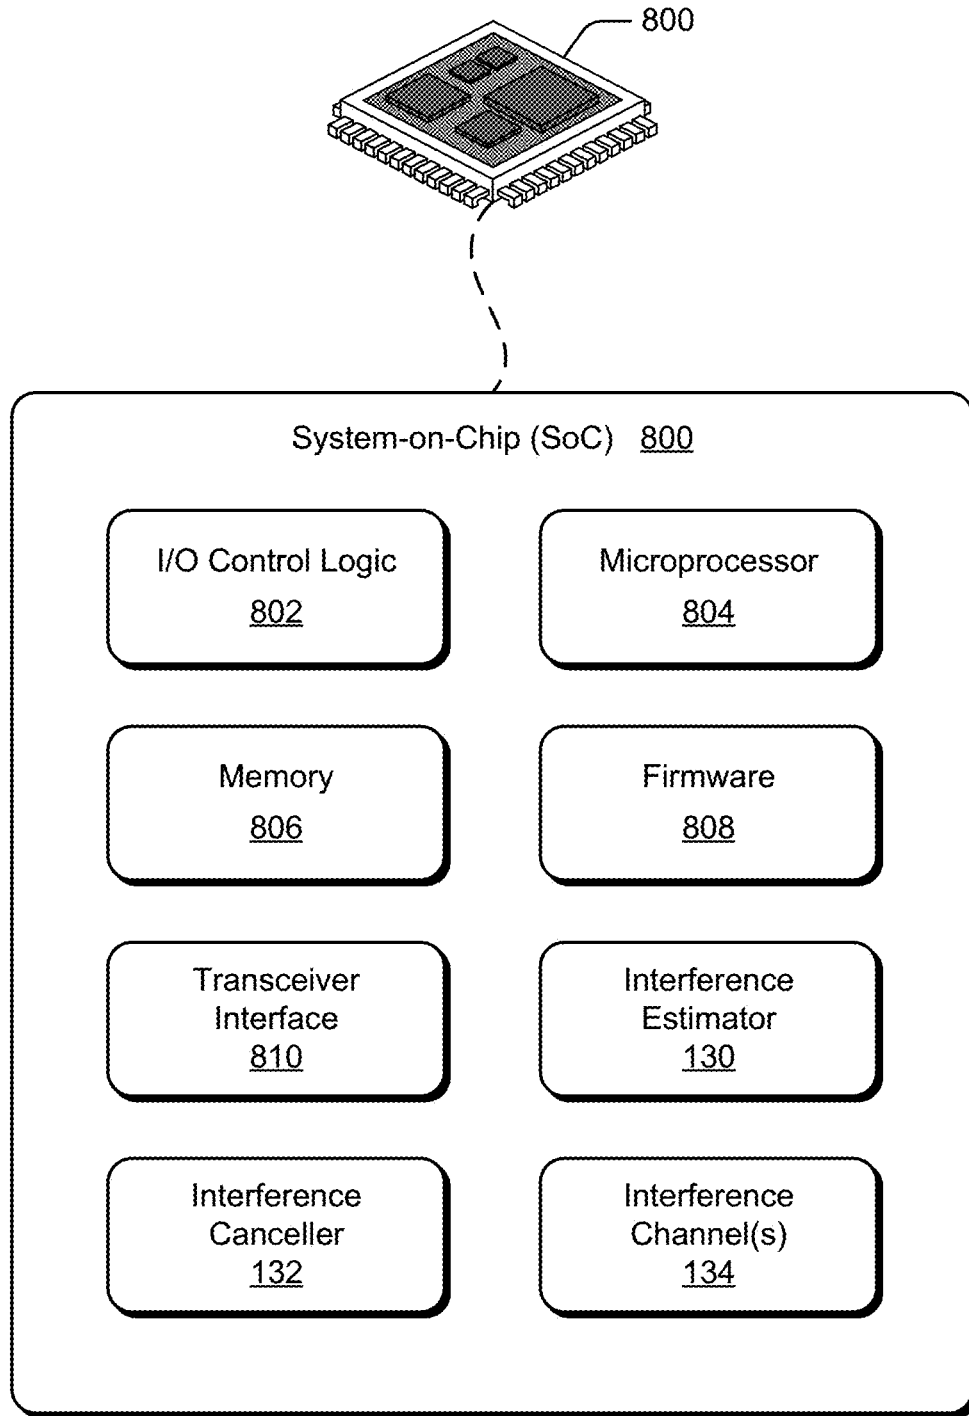 800
System-on-Chip (SoC) 800
I/O Control Logic
802
Microprocessor
804
Memory
806
Firmware
808
Transceiver
Interface
810
Interference
Estimator
130
Interference
Canceller
132
Interference
Channel(s)
134